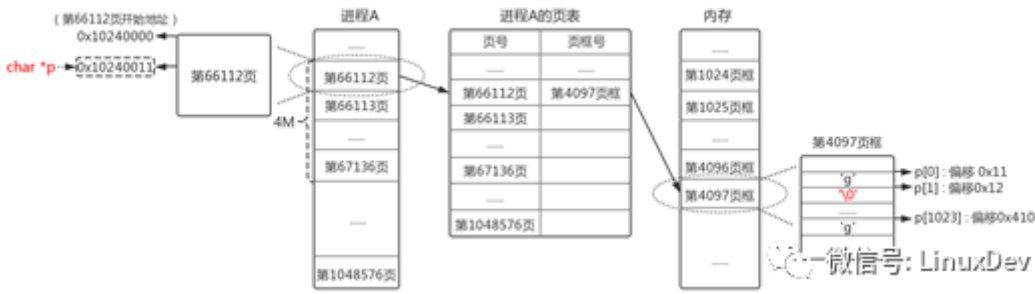 (第66112页开始地址)
0x10240000
char *p
0x10240011
第66112页
进程A
......
第66112页
第66113页
4M
......
第67136页
......
第1048576页
进程A的页表
页号 页框号
...... ......
第66112页 第4097页框
第66113页
......
第67136页
......
第1048576页
内存
......
第1024页框
第1025页框
......
第4096页框
第4097页框
......
第4097页框
'g'
'\0'
......
'g'
p[0] : 偏移 0x11
p[1] : 偏移0x12
p[1023] : 偏移0x410
微信号: LinuxDev